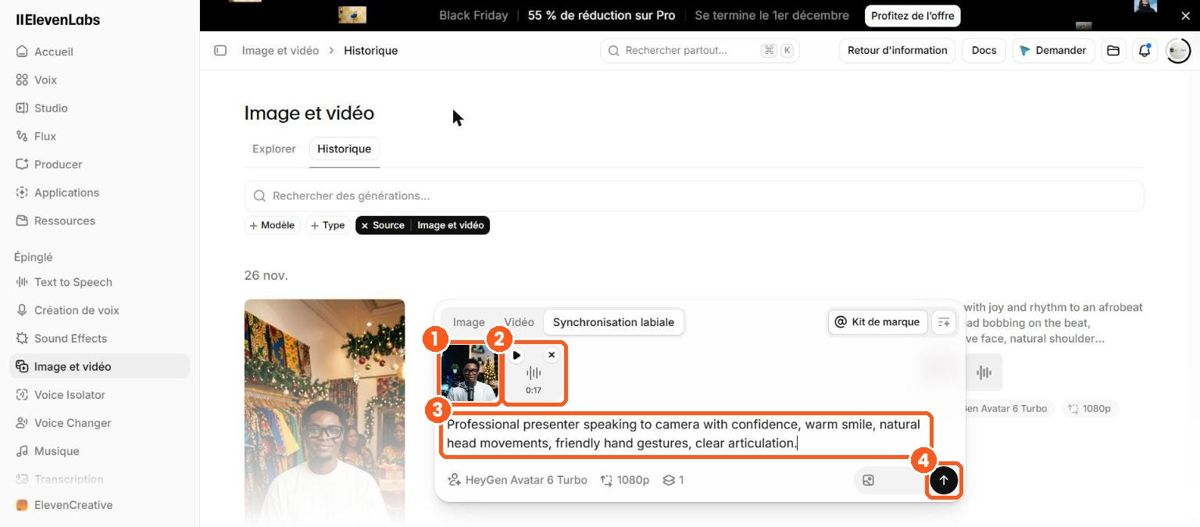 IIElevenLabs
Black Friday
55 % de réduction sur Pro
Se termine le 1er décembre
Profitez de l'offre
Accueil
Voix
Studio
Flux
Producer
Applications
Ressources
Épinglé
Text to Speech
Création de voix
Sound Effects
Image et vidéo
Voice Isolator
Voice Changer
Musique
Transcription
ElevenCreative
Image et vidéo > Historique
Rechercher partout...
⌘ K
Retour d'information
Docs
Demander
Image et vidéo
Explorer
Historique
Rechercher des générations...
+ Modèle
+ Type
× Source
Image et vidéo
26 nov.
Image
Vidéo
Synchronisation labiale
@ Kit de marque
1
2
0:17
3
Professional presenter speaking to camera with confidence, warm smile, natural
head movements, friendly hand gestures, clear articulation.
4
HeyGen Avatar 6 Turbo
1080p
1
with joy and rhythm to an afrobeat
ad bobbing on the beat,
ve face, natural shoulder...
Gen Avatar 6 Turbo
1080p